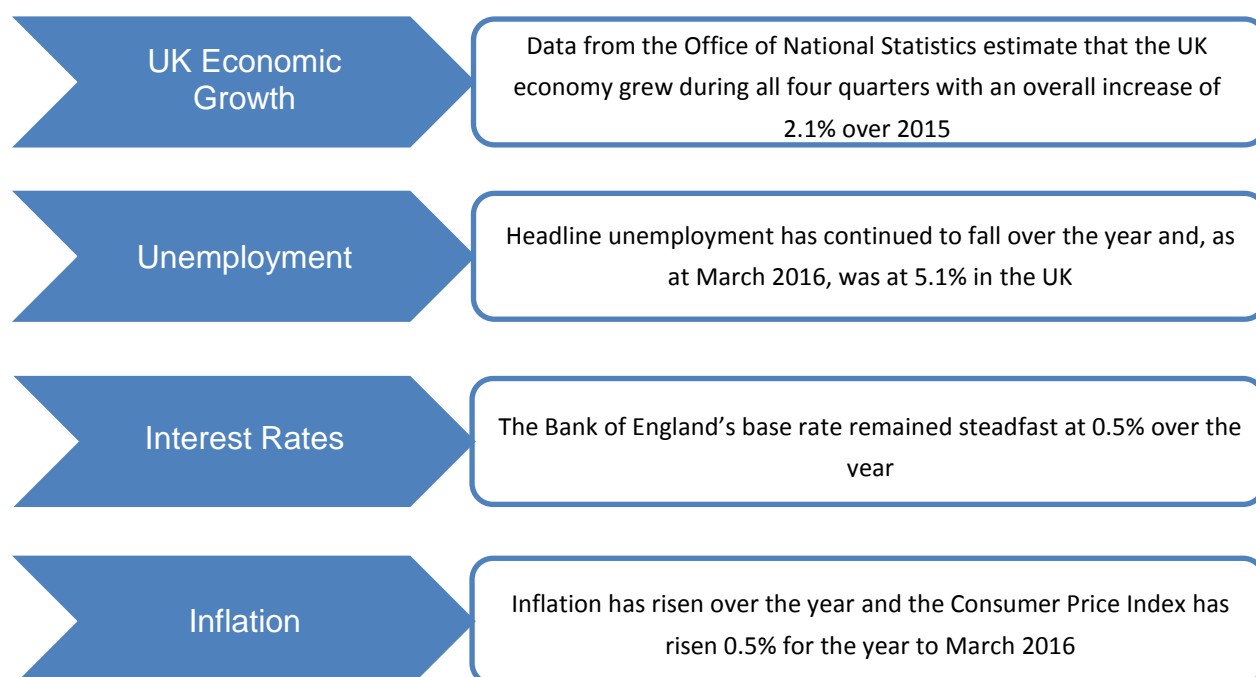 UK Economic
Growth
Data from the Office of National Statistics estimate that the UK
economy grew during all four quarters with an overall increase of
2.1% over 2015
Unemployment
Headline unemployment has continued to fall over the year and, as
at March 2016, was at 5.1% in the UK
Interest Rates
The Bank of England’s base rate remained steadfast at 0.5% over the
year
Inflation
Inflation has risen over the year and the Consumer Price Index has
risen 0.5% for the year to March 2016